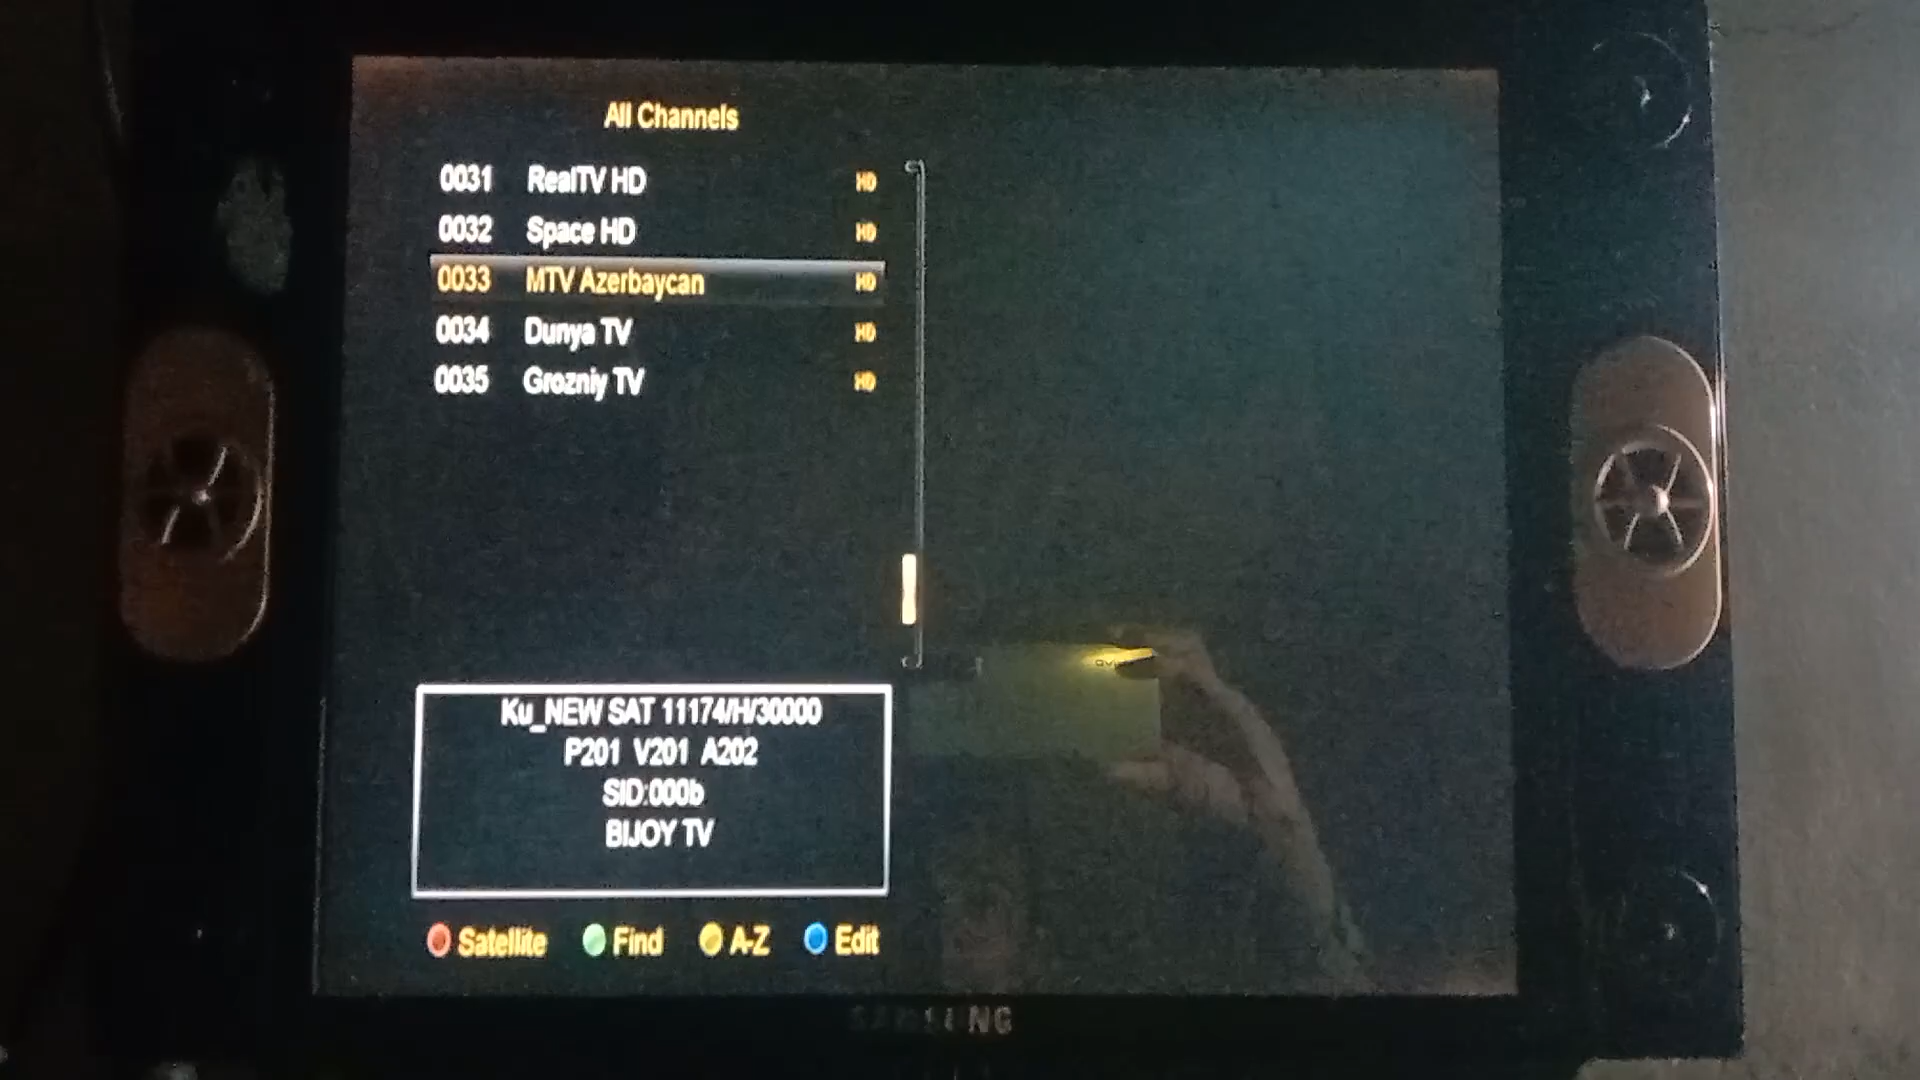 All Channels
0031 RealTV HD HD
0032 Space HD HD
0033 MTV Azerbaycan HD
0034 Dunya TV HD
0035 Grozniy TV HD
Ku_NEW SAT 11174/H/30000
P201 V201 A202
SID:000b
BIJOY TV
Satellite Find A-Z Edit
SAMSUNG